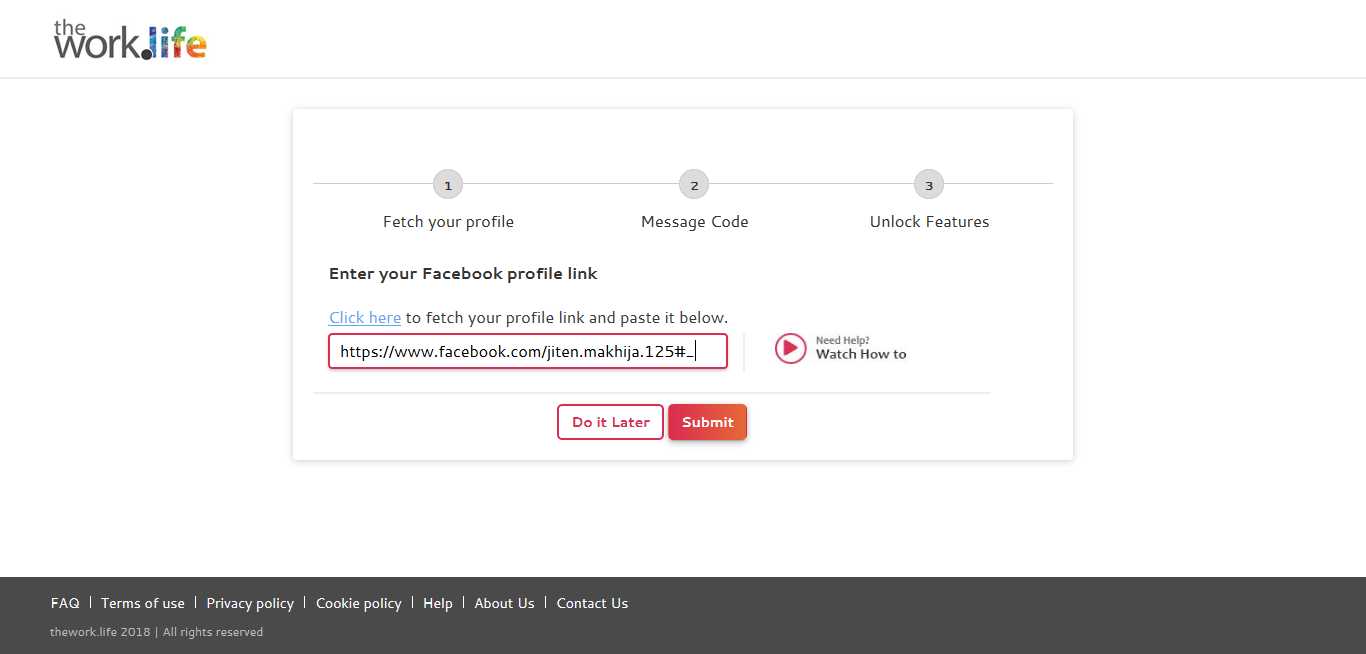 the
work.life
1
2
3
Fetch your profile
Message Code
Unlock Features
Enter your Facebook profile link
Click here to fetch your profile link and paste it below.
https://www.facebook.com/jiten.makhija.125#_
Need Help?
Watch How to
Do it Later
Submit
FAQ | Terms of use | Privacy policy | Cookie policy | Help | About Us | Contact Us
thework.life 2018 | All rights reserved